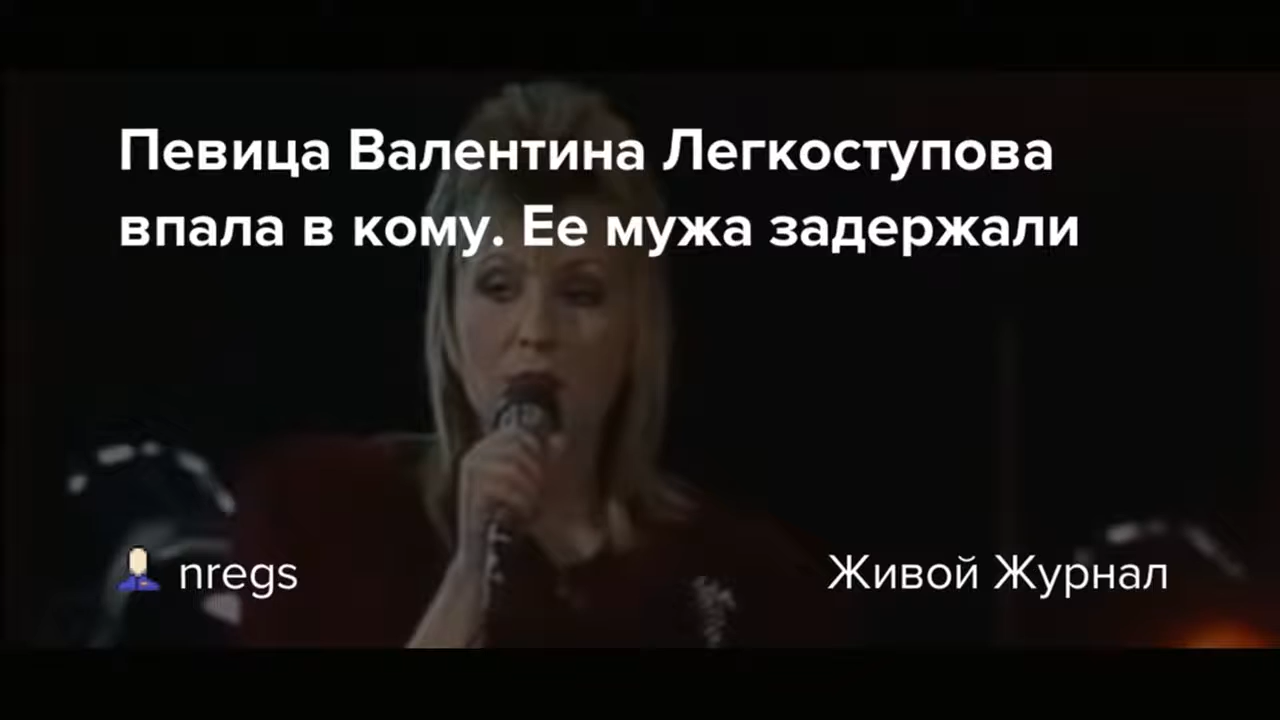 Певица Валентина Легкоступова
впала в кому. Ее мужа задержали
nregs
Живой Журнал